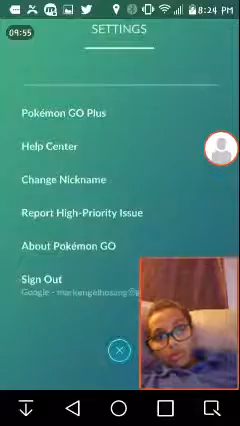 8:24 PM
09:55
SETTINGS
Pokémon GO Plus
Help Center
Change Nickname
Report High-Priority Issue
About Pokémon GO
Sign Out